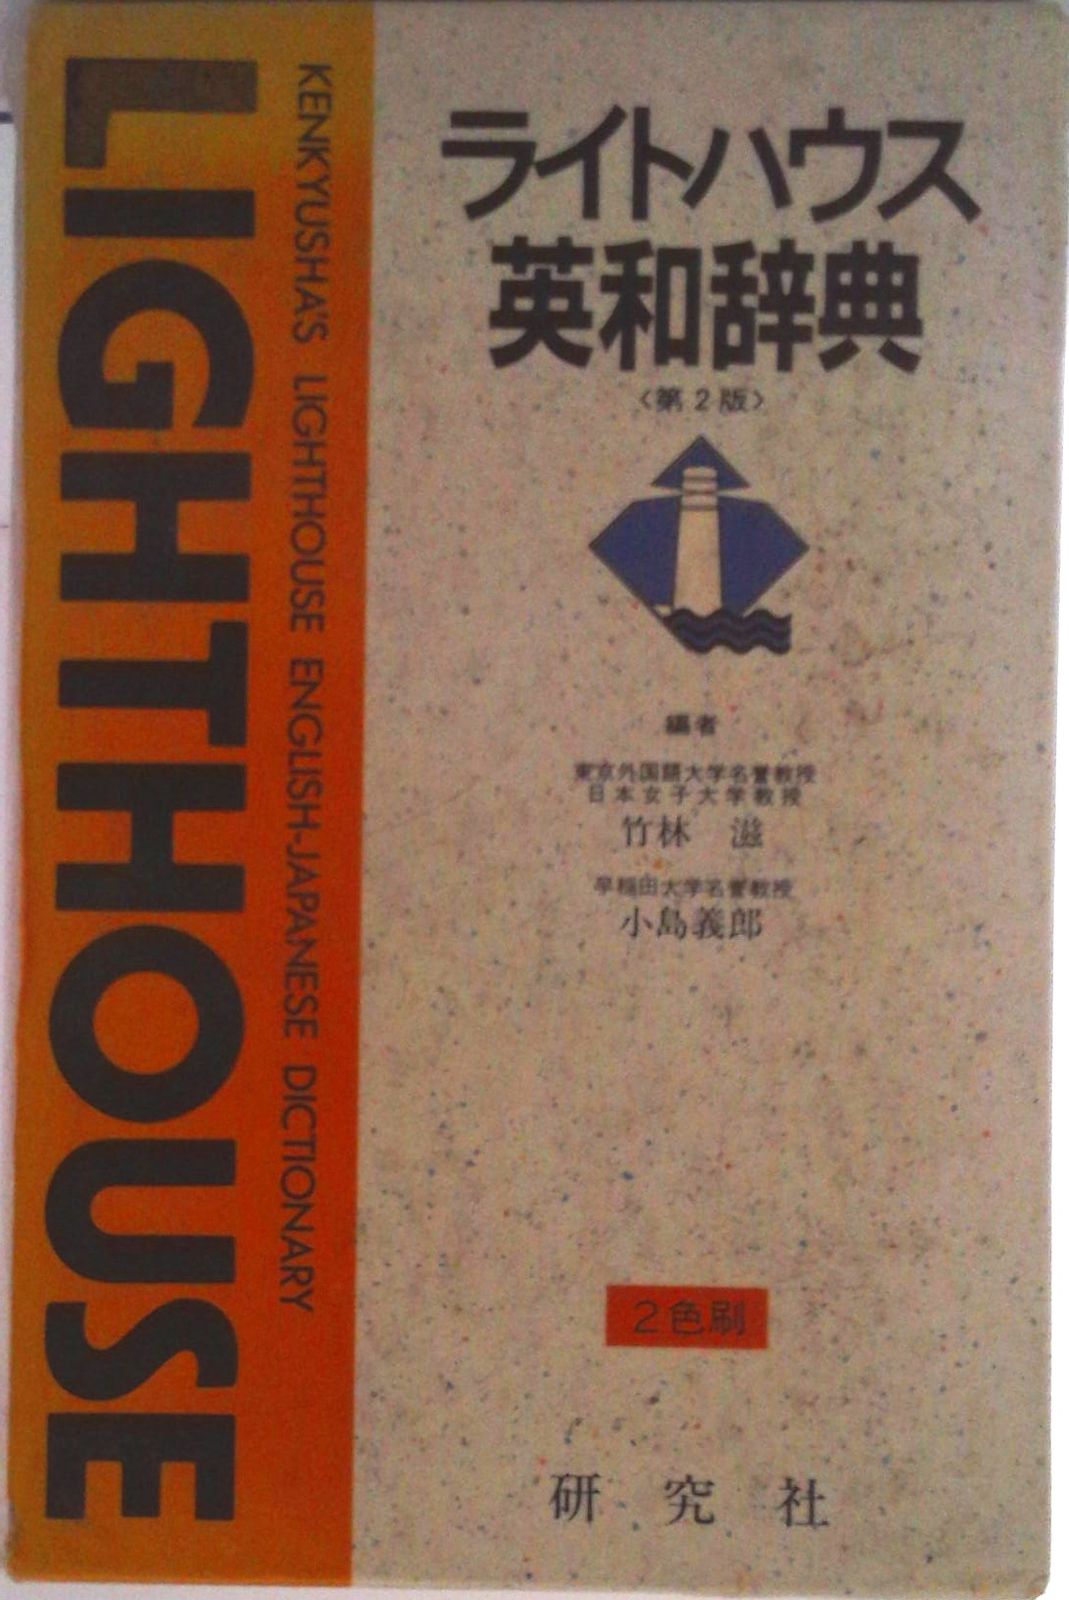 LIGHTHOUSE
KENKYUSHA'S LIGHTHOUSE ENGLISH-JAPANESE DICTIONARY
ライトハウス
英和辞典
〈第2版〉
編者
東京外国語大学名誉教授
日本女子大学教授
竹林 滋
早稲田大学名誉教授
小島義郎
2色刷
研究社